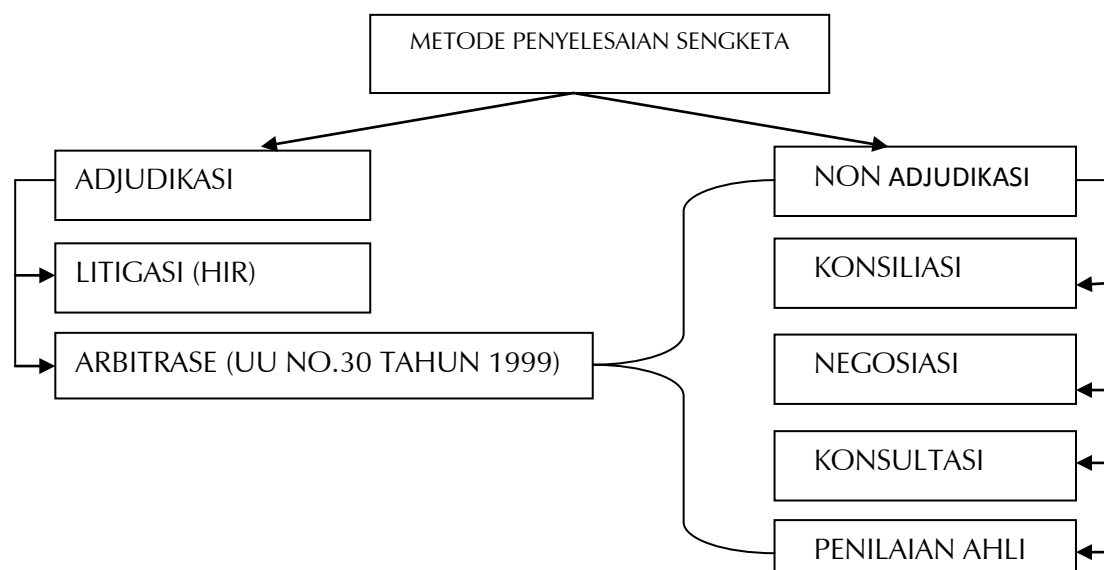 METODE PENYELESAIAN SENGKETA
ADJUDIKASI
NON ADJUDIKASI
LITIGASI (HIR)
KONSILIASI
ARBITRASE (UU NO.30 TAHUN 1999)
NEGOSIASI
KONSULTASI
PENILAIAN AHLI